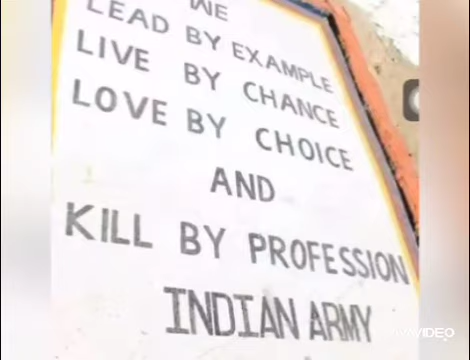 WE
LEAD BY EXAMPLE
LIVE BY CHANCE
LOVE BY CHOICE
AND
KILL BY PROFESSION
INDIAN ARMY